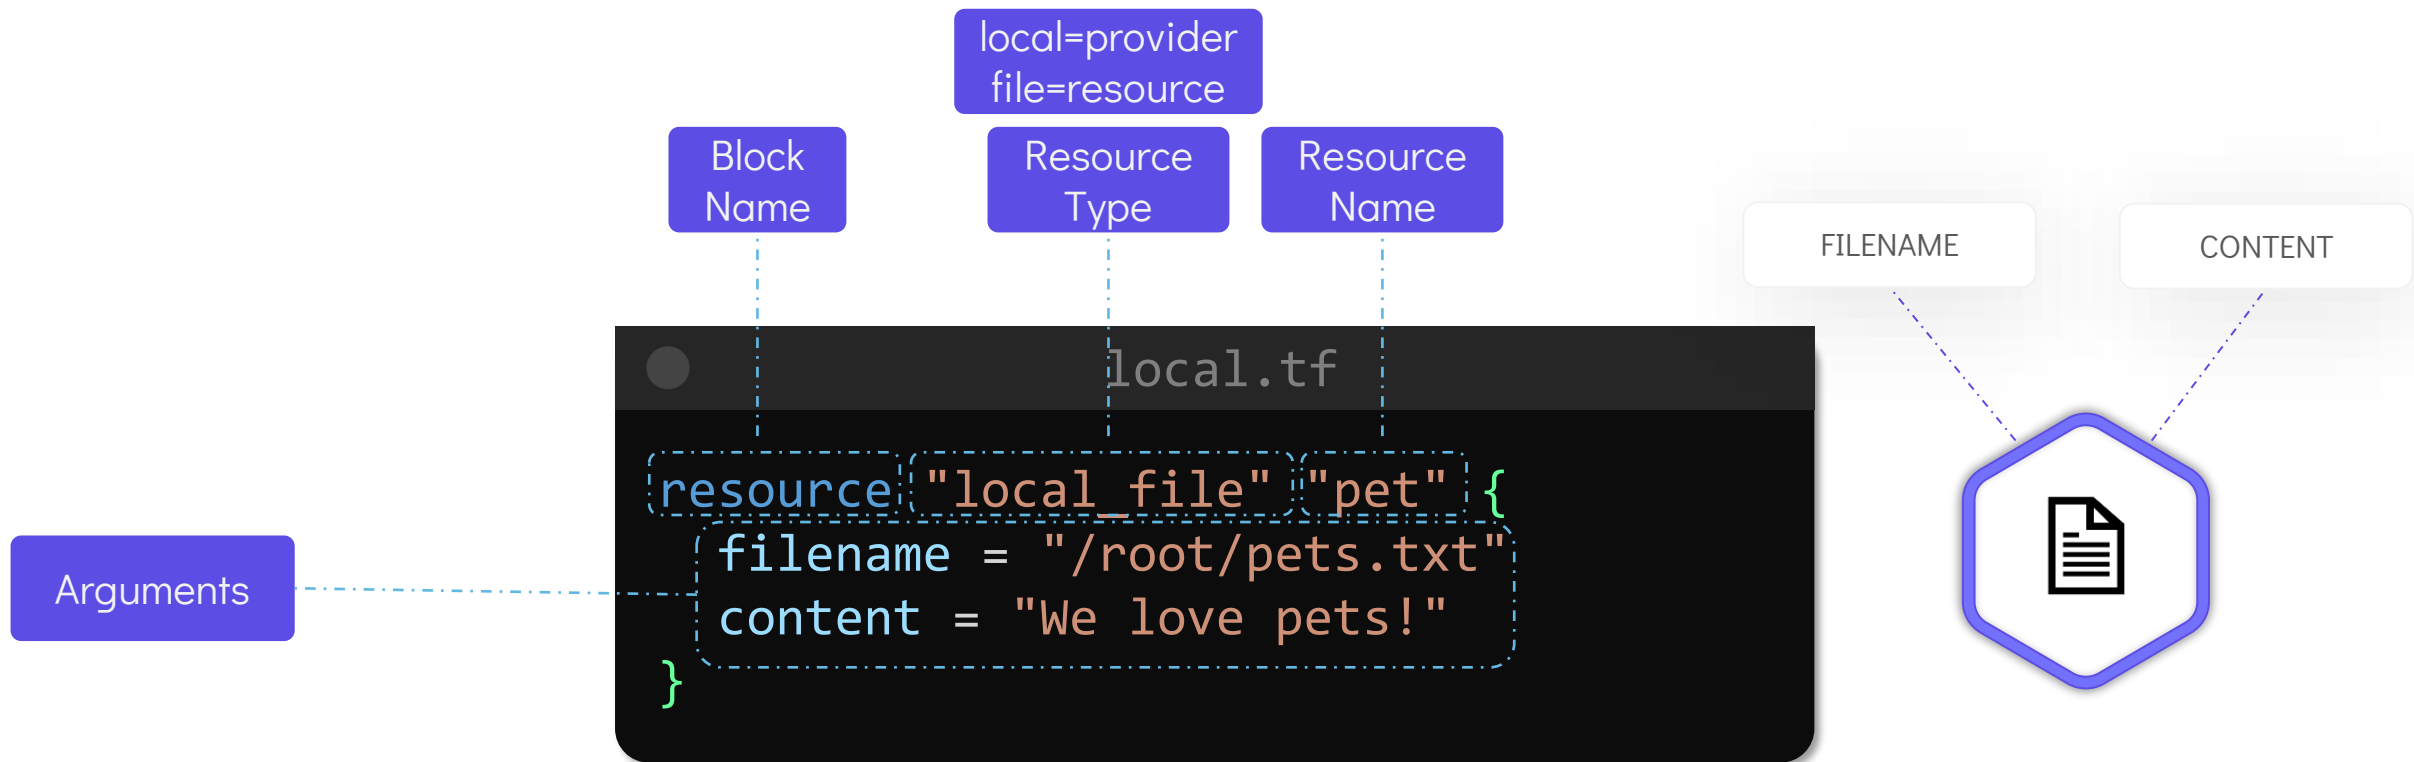 local=provider
file=resource
Block
Name
Resource
Type
Resource
Name
FILENAME
CONTENT
local.tf
resource "local_file" "pet" {
filename = "/root/pets.txt"
content = "We love pets!"
}
Arguments